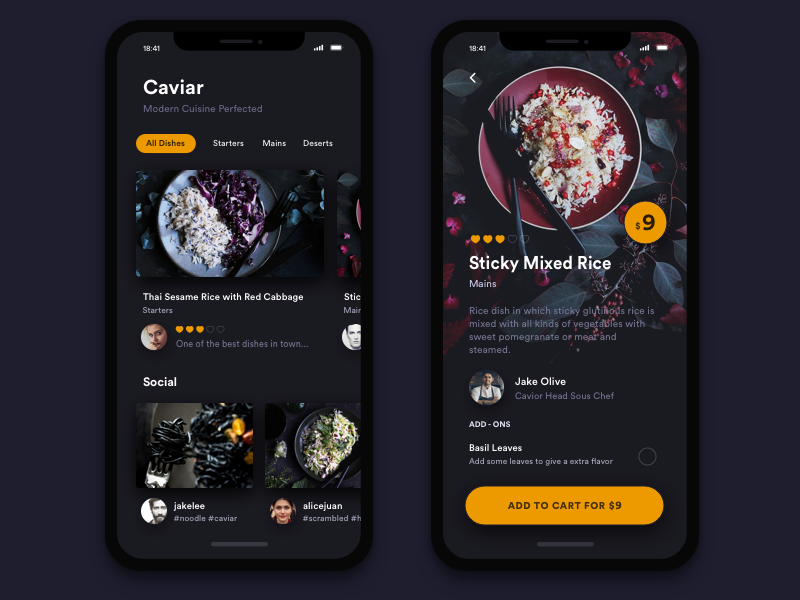 18:41
Caviar
Modern Cuisine Perfected
All Dishes Starters Mains Deserts
Thai Sesame Rice with Red Cabbage
Starters
One of the best dishes in town...
Stic
Mair
Social
jakelee
#noodle #caviar
alicejuan
#scrambled #h
18:41
$9
Sticky Mixed Rice
Mains
Rice dish in which sticky glutinous rice is
mixed with all kinds of vegetables with
sweet pomegranate or meat and
steamed.
Jake Olive
Cavior Head Sous Chef
ADD - ONS
Basil Leaves
Add some leaves to give a extra flavor
ADD TO CART FOR $9